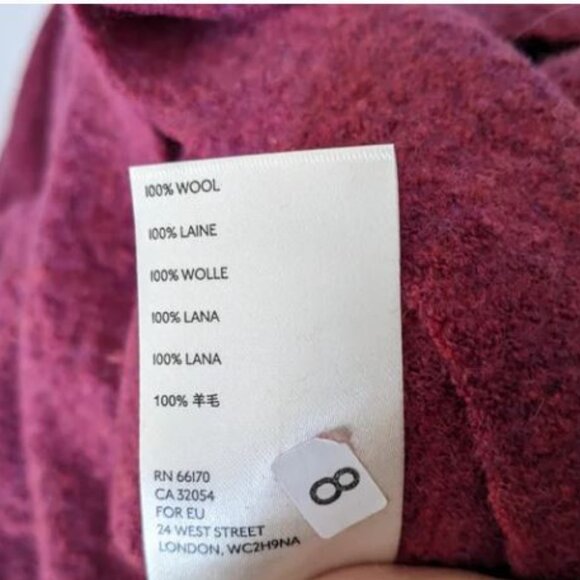 100% WOOL
100% LAINE
100% WOLLE
100% LANA
100% LANA
100% 羊毛
RN 66170
CA 32054
FOR EU
24 WEST STREET
LONDON, WC2H9NA
8